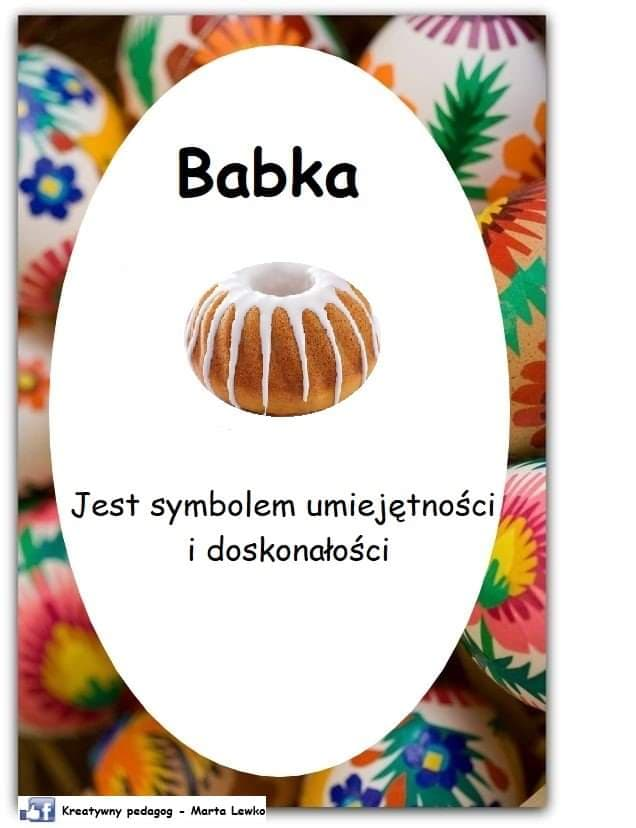 Babka
Jest symbolem umiejętności
i doskonałości
Kreatywny pedagog - Marta Lewko